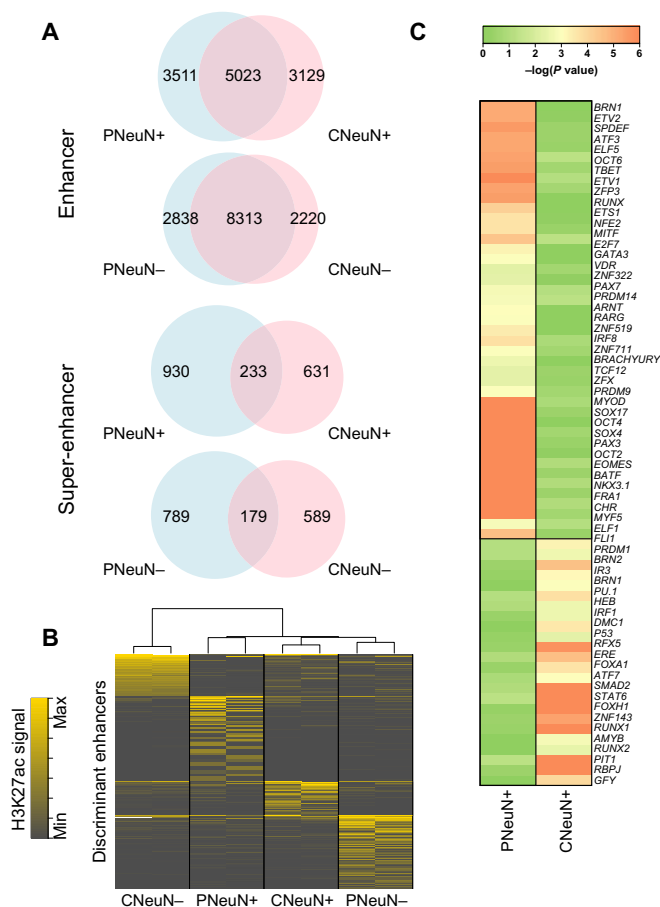 A
Enhancer
3511 5023 3129
PNeuN+ CNeuN+
2838 8313 2220
PNeuN– CNeuN–
Super-enhancer
930 233 631
PNeuN+ CNeuN+
789 179 589
PNeuN– CNeuN–
B
H3K27ac signal
Max
Min
Discriminant enhancers
CNeuN– PNeuN+ CNeuN+ PNeuN–
C
0 1 2 3 4 5 6
–log(P value)
BRN1
ETV2
SPDEF
ATF3
ELF5
OCT6
TBET
ETV1
ZFP3
RUNX
ETS1
NFE2
MITF
E2F7
GATA3
VDR
ZNF322
PAX7
PRDM14
ARNT
RARG
ZNF519
IRF8
ZNF711
BRACHYURY
TCF12
ZFX
PRDM9
MYOD
SOX17
OCT4
SOX4
PAX3
OCT2
EOMES
BATF
NKX3.1
FRA1
CHR
MYF5
ELF1
FLI1
PRDM1
BRN2
IR3
BRN1
PU.1
HEB
IRF1
DMC1
P53
RFX5
ERE
FOXA1
ATF7
SMAD2
STAT6
FOXH1
ZNF143
RUNX1
AMYB
RUNX2
PIT1
RBPJ
GFY
PNeuN+ CNeuN+